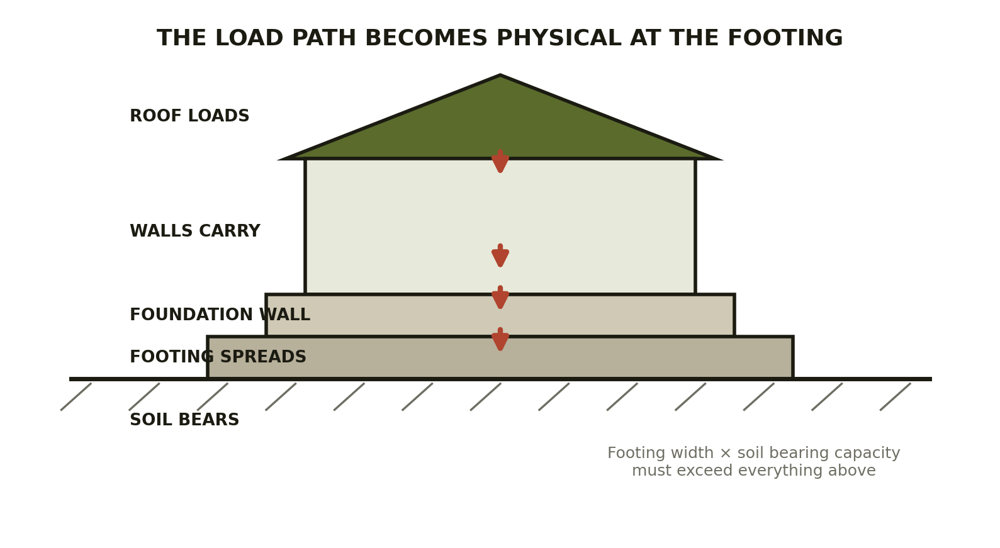 THE LOAD PATH BECOMES PHYSICAL AT THE FOOTING
ROOF LOADS
WALLS CARRY
FOUNDATION WALL
FOOTING SPREADS
SOIL BEARS
Footing width × soil bearing capacity
must exceed everything above